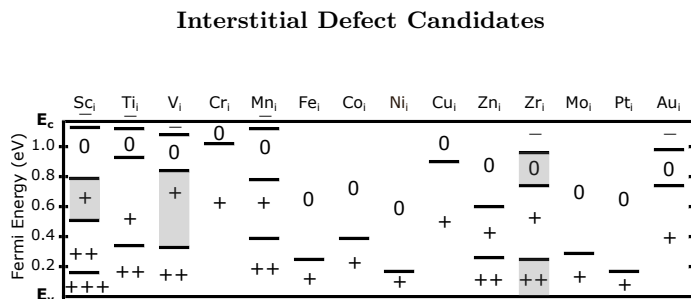 Interstitial Defect Candidates
Sc_i Ti_i V_i Cr_i Mn_i Fe_i Co_i Ni_i Cu_i Zn_i Zr_i Mo_i Pt_i Au_i
E_c
Fermi Energy (eV)
1.0
0.8
0.6
0.4
0.2
E_v
— — — — — —
0 0 0 0 0 0 0 0 0
+ + 0 0 0 0 0
+ + + + + +
++ + +
++ ++ ++ + + ++ ++ + +
+++